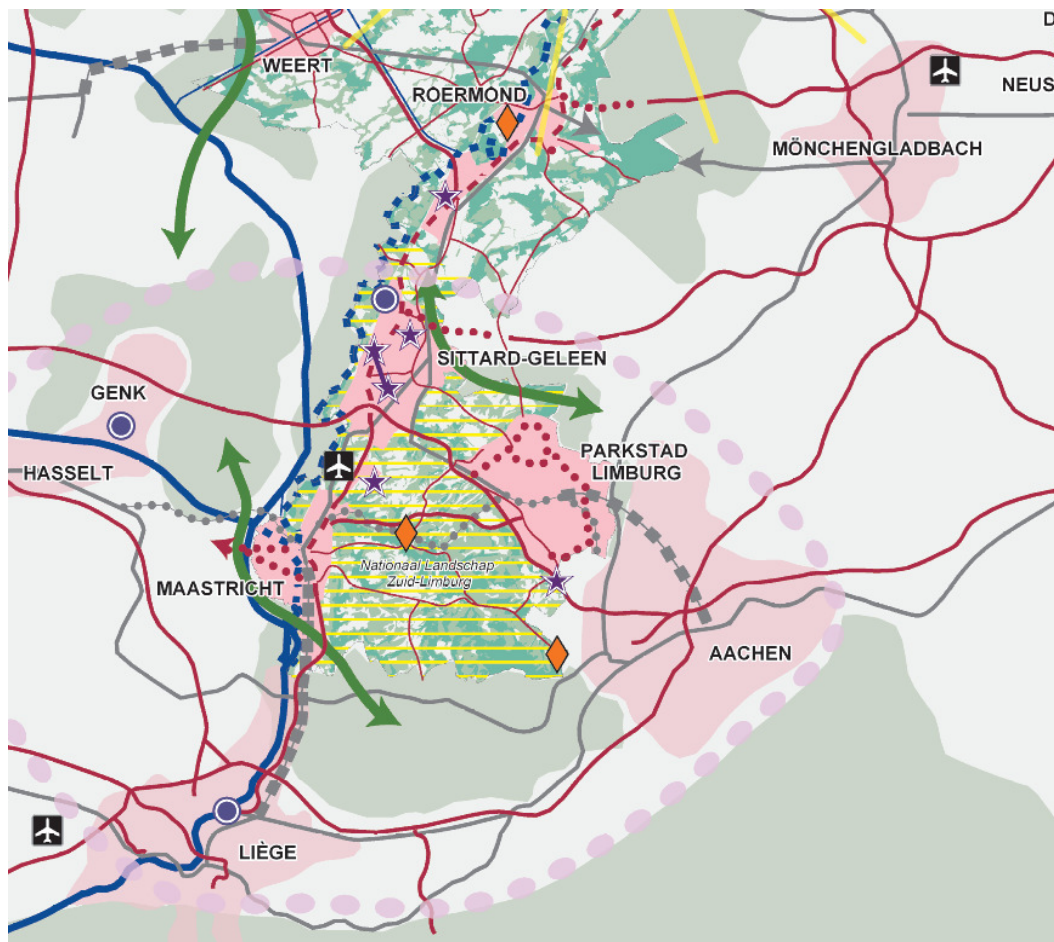 D
WEERT
ROERMOND
NEUS
MÖNCHENGLADBACH
SITTARD-GELEEN
GENK
PARKSTAD
LIMBURG
HASSELT
Nationaal Landschap
Zuid-Limburg
MAASTRICHT
AACHEN
LIÈGE